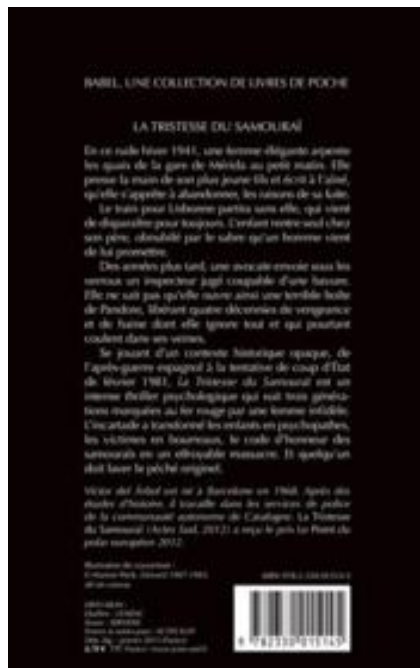 BABEL, UNE COLLECTION DE LIVRES DE POCHE
LA TRISTESSE DU SAMOURAÏ
En ce rude hiver 1941, une femme élégante arpente
les quais de la gare de Mérida au petit matin. Elle
presse la main de son plus jeune fils et écrit à l'aîné,
qu'elle s'apprête à abandonner, les raisons de sa fuite.
Le train pour Lisbonne partira sans elle, qui vient
de disparaître pour toujours. L'enfant rentre seul chez
son père, obnubilé par le sabre qu'un homme vient
de lui promettre.
Des années plus tard, une avocate envoie sous les
verrous un inspecteur jugé coupable d'une bavure.
Elle ne sait pas qu'elle ouvre ainsi une terrible boîte
de Pandore, libérant quatre décennies de vengeance
et de haine dont elle ignore tout et qui pourtant
coulent dans ses veines.
Se jouant d'un contexte historique opaque, de
l'après-guerre espagnol à la tentative de coup d'État
de février 1981, La Tristesse du Samouraï est un
intense thriller psychologique qui suit trois généra-
tions marquées au fer rouge par une femme infidèle.
L'incartade a transformé les enfants en psychopathes,
les victimes en bourreaux, le code d'honneur des
samouraïs en un effroyable massacre. Et quelqu'un
doit laver le péché originel.
Víctor del Árbol est né à Barcelone en 1968. Après des
études d'histoire, il travaille dans les services de police
de la communauté autonome de Catalogne. La Tristesse
du Samouraï (Actes Sud, 2012) a reçu le prix Le Point du
polar européen 2012.
Illustration de couverture :
9 782330 015145